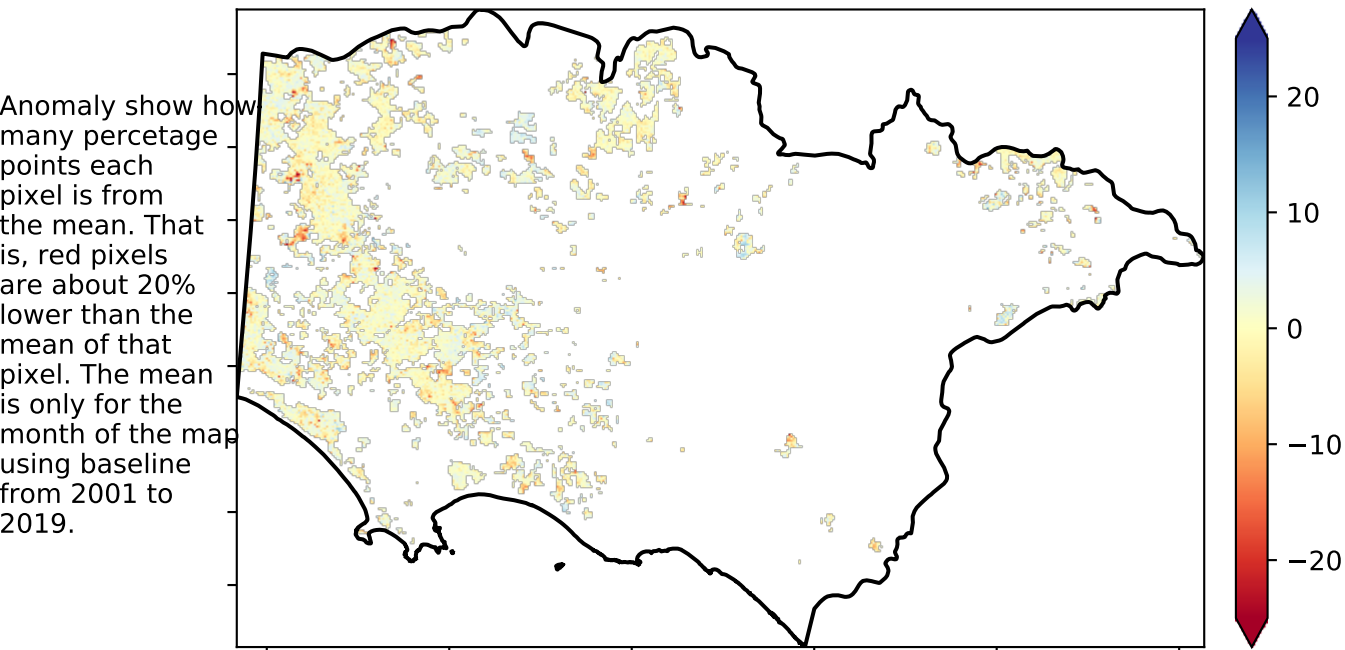 Anomaly show how
many percetage
points each
pixel is from
the mean. That
is, red pixels
are about 20%
lower than the
mean of that
pixel. The mean
is only for the
month of the map
using baseline
from 2001 to
2019.
20
10
0
−10
−20